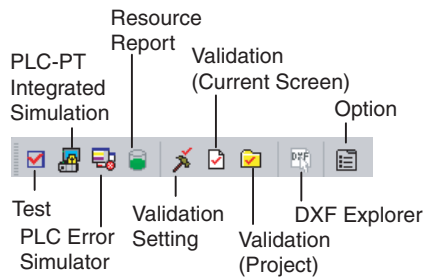 Resource
Report
PLC-PT
Integrated
Simulation
Validation
(Current Screen)
Option
DXF
Test
PLC Error
Simulator
Validation
Setting
Validation
(Project)
DXF Explorer